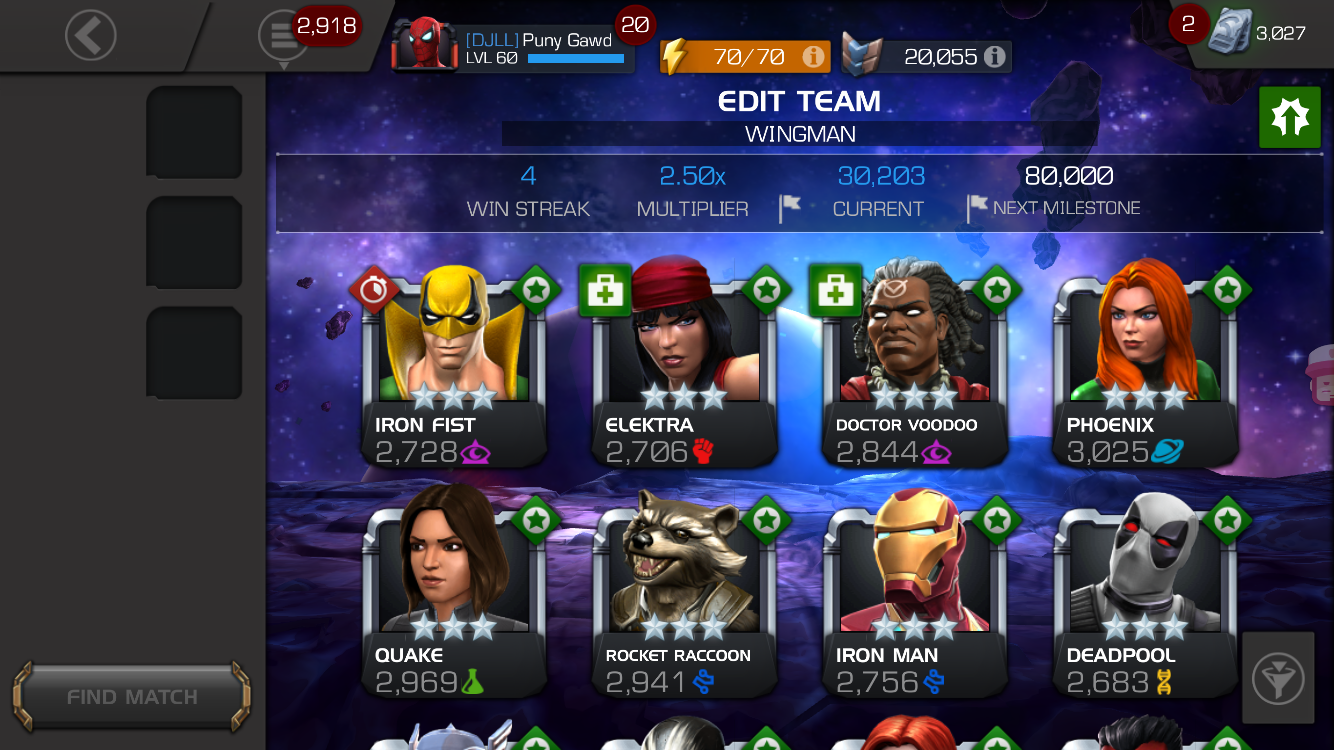 2,918
[DJLL] Puny Gawd
20
LVL 60
70/70
20,055
2
3,027
EDIT TEAM
WINGMAN
4 2.50x 30,203 80,000
WIN STREAK MULTIPLIER CURRENT NEXT MILESTONE
IRON FIST ELEKTRA DOCTOR VOODOO PHOENIX
2,728 2,706 2,844 3,025
QUAKE ROCKET RACCOON IRON MAN DEADPOOL
2,969 2,941 2,756 2,683
FIND MATCH